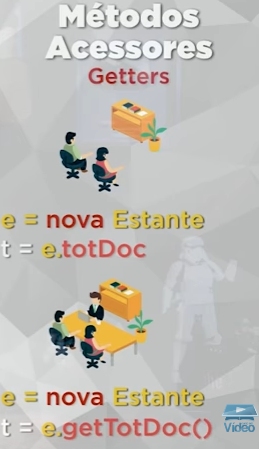 Métodos
Acessores
Getters
e = nova Estante
t = e.totDoc
e = nova Estante
t = e.getTotDoc()
Vídeo